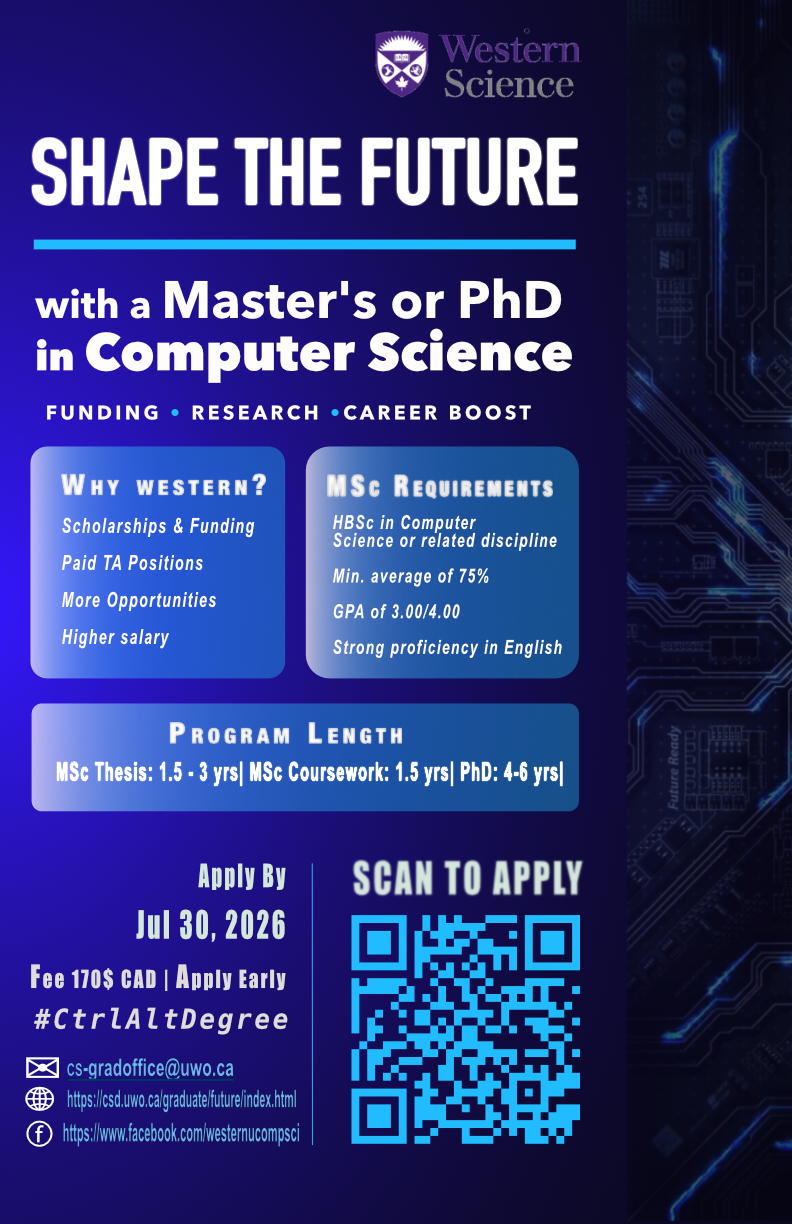 Western
Science
SHAPE THE FUTURE
with a Master's or PhD
in Computer Science
FUNDING • RESEARCH •CAREER BOOST
WHY WESTERN?
Scholarships & Funding
Paid TA Positions
More Opportunities
Higher salary
MSC REQUIREMENTS
HBSc in Computer
Science or related discipline
Min. average of 75%
GPA of 3.00/4.00
Strong proficiency in English
PROGRAM LENGTH
MSc Thesis: 1.5 - 3 yrs| MSc Coursework: 1.5 yrs| PhD: 4-6 yrs|
Apply By
Jul 30, 2026
Fee 170$ CAD | Apply Early
#CtrlAltDegree
cs-gradoffice@uwo.ca
https://csd.uwo.ca/graduate/future/index.html
https://www.facebook.com/westernucompsci
SCAN TO APPLY
254
Future Ready